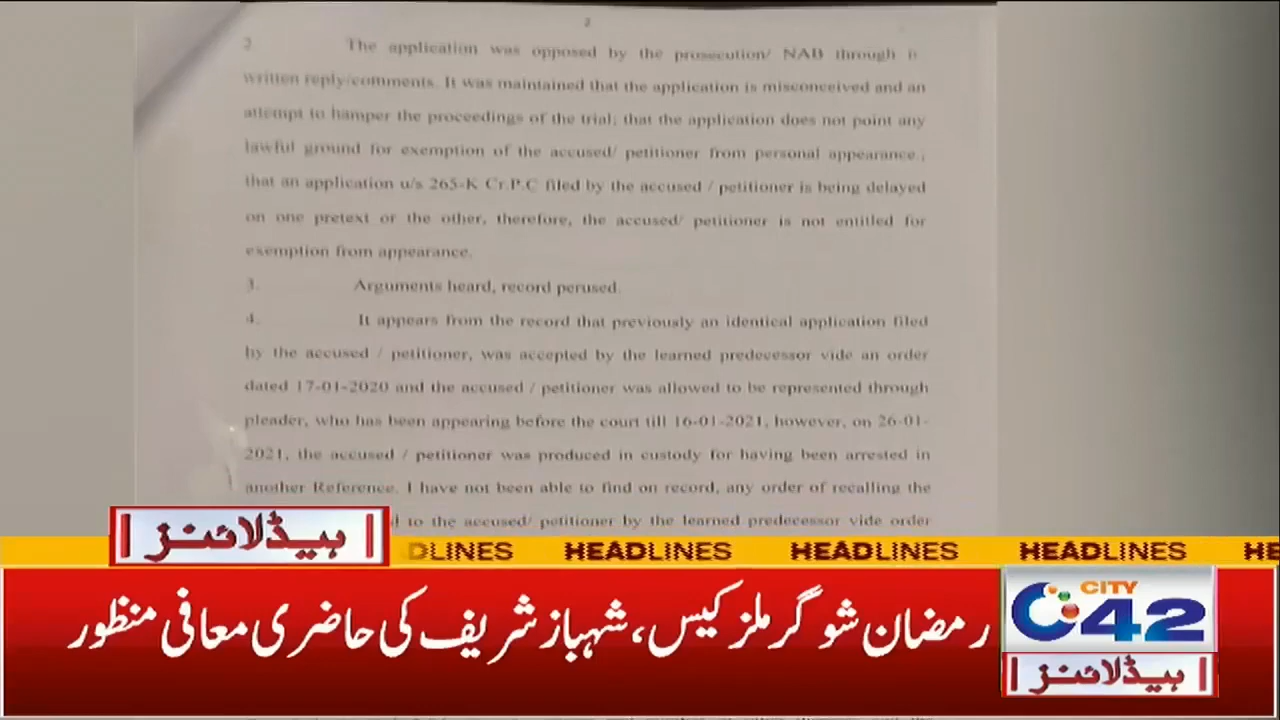 2
2. The application was opposed by the prosecution/ NAB through
written reply/comments. It was maintained that the application is misconceived and an
attempt to hamper the proceedings of the trial; that the application does not point any
lawful ground for exemption of the accused/ petitioner from personal appearance.,
that an application u/s 265-K Cr.P.C filed by the accused / petitioner is being delayed
on one pretext or the other, therefore, the accused/ petitioner is not entitled for
exemption from appearance.
3. Arguments heard, record perused.
4. It appears from the record that previously an identical application filed
by the accused / petitioner, was accepted by the learned predecessor vide an order
dated 17-01-2020 and the accused / petitioner was allowed to be represented through
pleader, who has been appearing before the court till 16-01-2021, however, on 26-01-
2021, the accused / petitioner was produced in custody for having been arrested in
another Reference. I have not been able to find on record, any order of recalling the
to the accused/ petitioner by the learned predecessor vide order
ہیڈلائنز
DLINES HEADLINES HEADLINES HEADLINES HE
رمضان شوگر ملز کیس، شہباز شریف کی حاضری معافی منظور
CITY
42
ہیڈلائنز